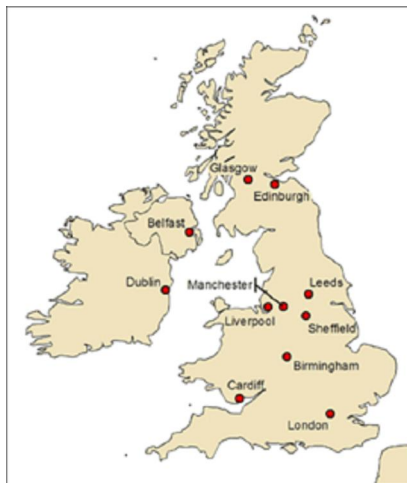 Glasgow
Edinburgh
Belfast
Dublin
Manchester
Leeds
Liverpool
Sheffield
Birmingham
Cardiff
London